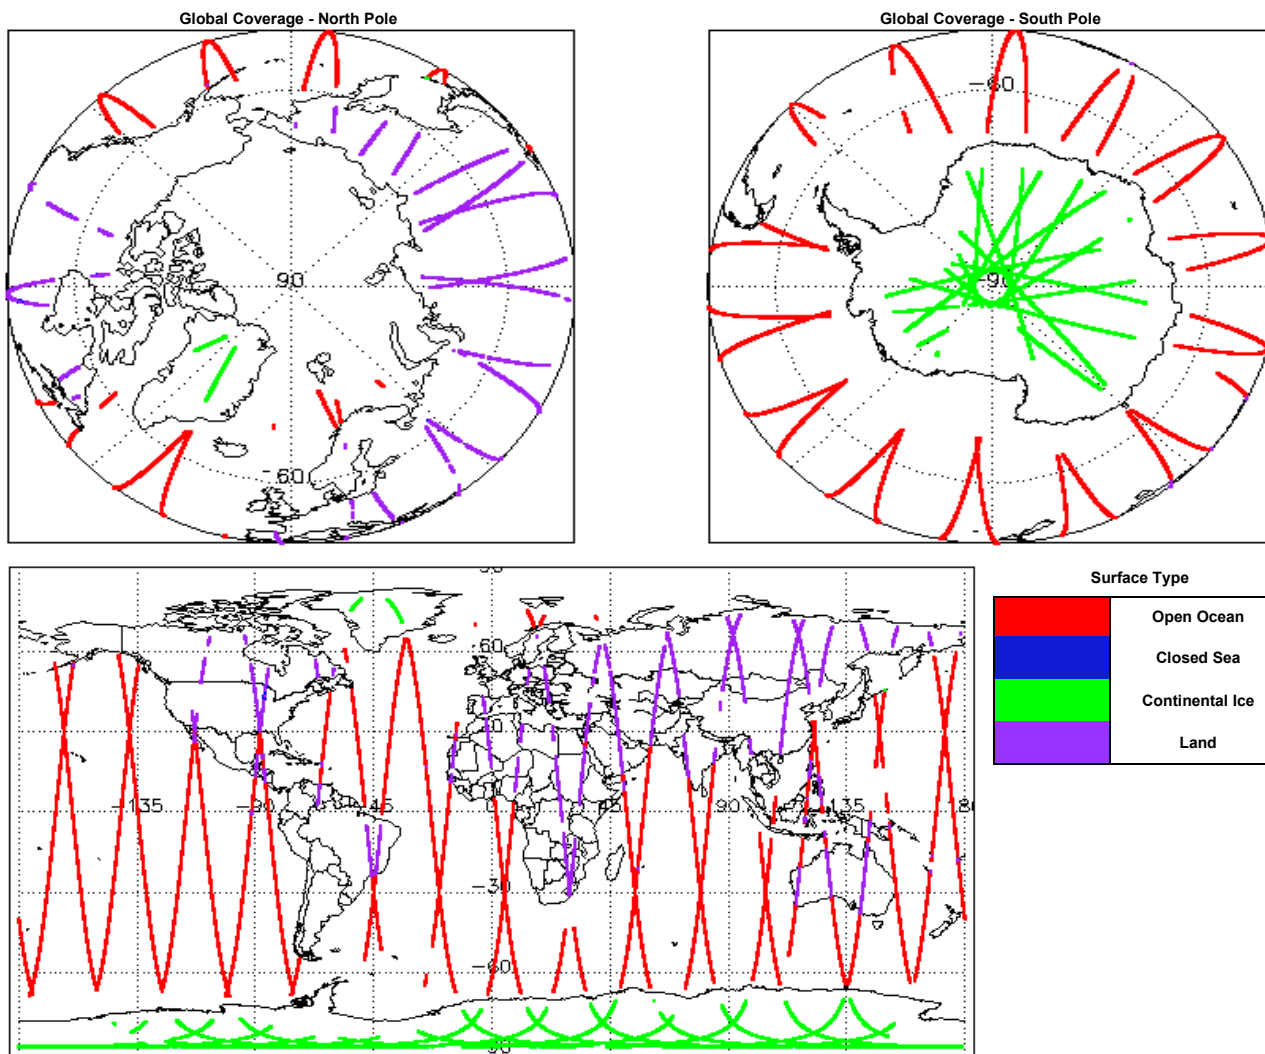 Global Coverage - North Pole
Global Coverage - South Pole
-60
90
-90
60
Surface Type
Open Ocean
Closed Sea
Continental Ice
Land
60
-135
-90
-45
0
45
90
135
-30
-60